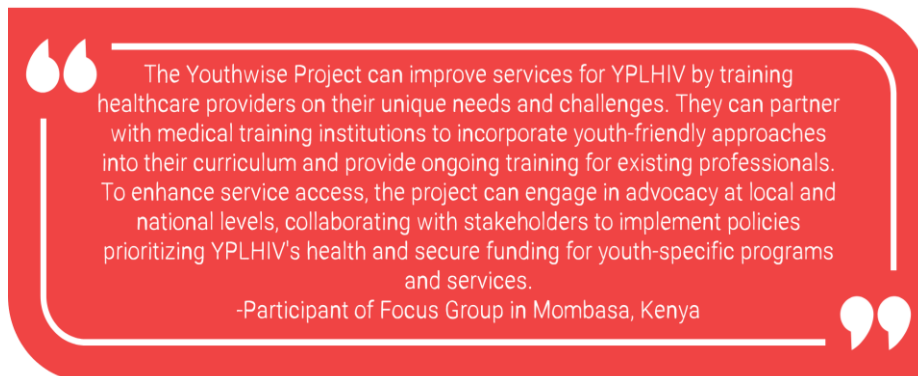 The Youthwise Project can improve services for YPLHIV by training
healthcare providers on their unique needs and challenges. They can partner
with medical training institutions to incorporate youth-friendly approaches
into their curriculum and provide ongoing training for existing professionals.
To enhance service access, the project can engage in advocacy at local and
national levels, collaborating with stakeholders to implement policies
prioritizing YPLHIV's health and secure funding for youth-specific programs
and services.
-Participant of Focus Group in Mombasa, Kenya